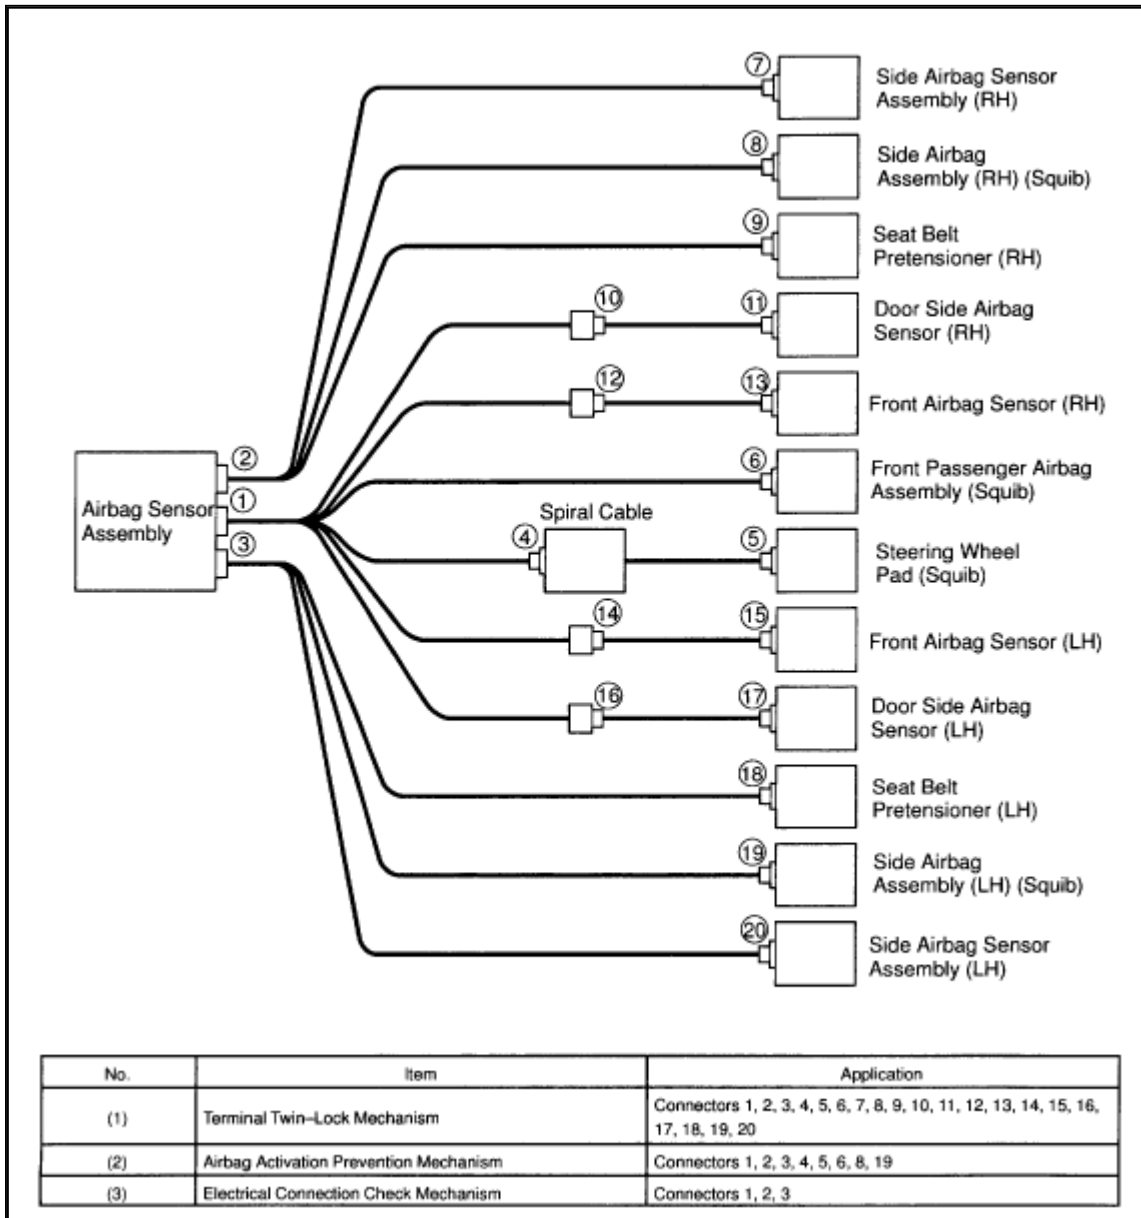 7
Side Airbag Sensor
Assembly (RH)
8
Side Airbag
Assembly (RH) (Squib)
9
Seat Belt
Pretensioner (RH)
10
11
Door Side Airbag
Sensor (RH)
12
13
Front Airbag Sensor (RH)
2
6
Front Passenger Airbag
Assembly (Squib)
1
Airbag Sensor
Assembly
Spiral Cable
3
4
5
Steering Wheel
Pad (Squib)
14
15
Front Airbag Sensor (LH)
16
17
Door Side Airbag
Sensor (LH)
18
Seat Belt
Pretensioner (LH)
19
Side Airbag
Assembly (LH) (Squib)
20
Side Airbag Sensor
Assembly (LH)
No. Item Application
(1) Terminal Twin–Lock Mechanism Connectors 1, 2, 3, 4, 5, 6, 7, 8, 9, 10, 11, 12, 13, 14, 15, 16,
17, 18, 19, 20
(2) Airbag Activation Prevention Mechanism Connectors 1, 2, 3, 4, 5, 6, 8, 19
(3) Electrical Connection Check Mechanism Connectors 1, 2, 3